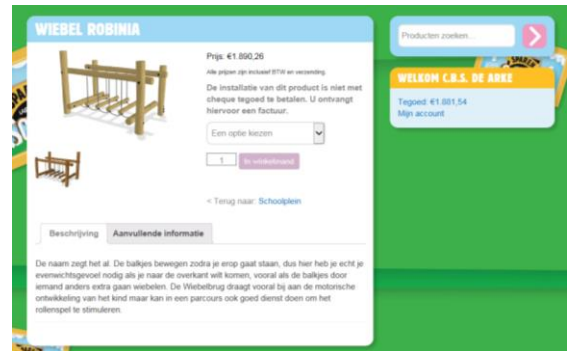 WIEBEL ROBINIA
Prijs: €1.890,26
Alle prijzen zijn inclusief BTW en verzending.
De installatie van dit product is niet met
cheque tegoed te betalen. U ontvangt
hiervoor een factuur.
Een optie kiezen
1 In winkelmand
< Terug naar: Schoolplein
Beschrijving Aanvullende informatie
De naam zegt het al. De balkjes bewegen zodra je erop gaat staan, dus hier heb je echt je
evenwichtsgevoel nodig als je naar de overkant wilt komen, vooral als de balkjes door
iemand anders extra gaan wiebelen. De Wiebelbrug draagt vooral bij aan de motorische
ontwikkeling van het kind maar kan in een parcours ook goed dienst doen om het
rollenspel te stimuleren.
Producten zoeken...
WELKOM C.B.S. DE ARKE
Tegoed: €1.881,54
Mijn account